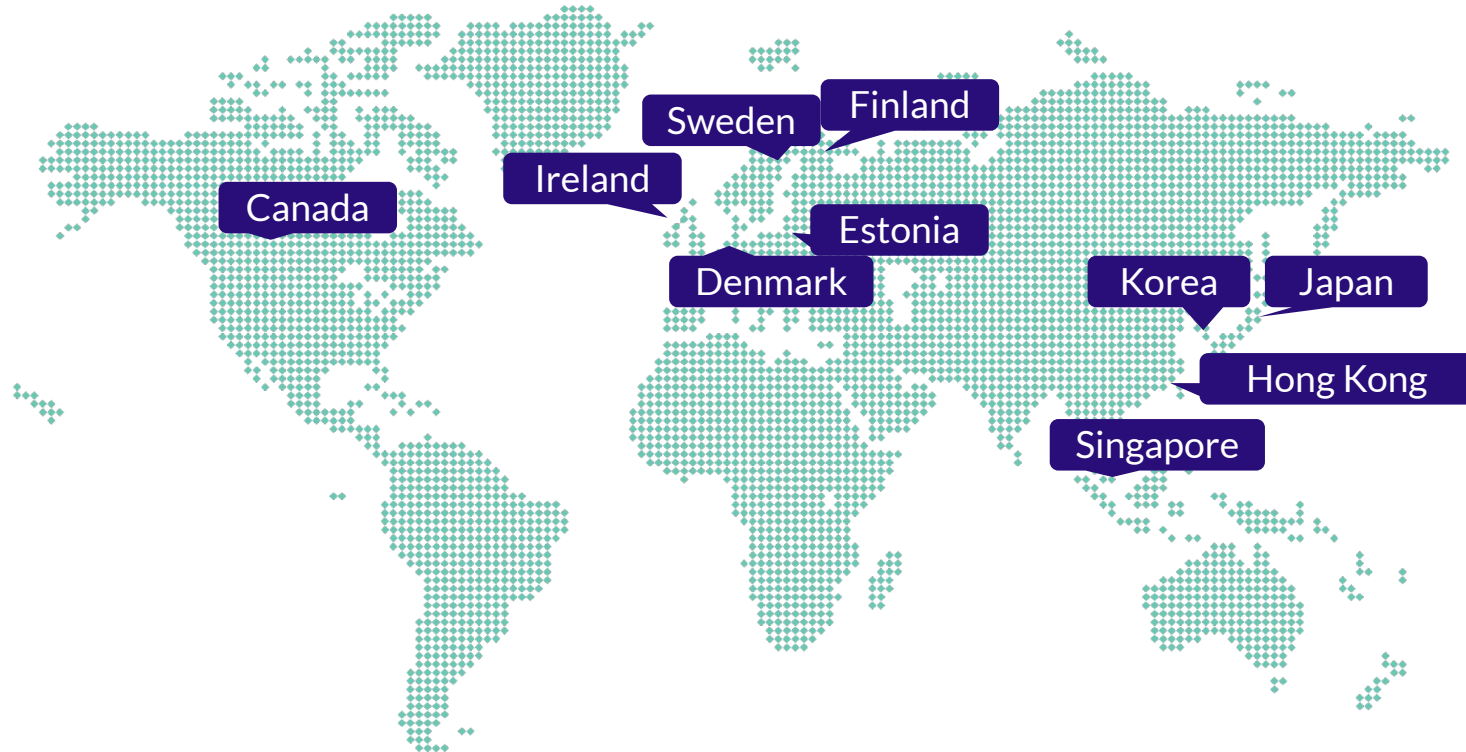 Finland
Sweden
Ireland
Canada
Estonia
Denmark
Korea
Japan
Hong Kong
Singapore